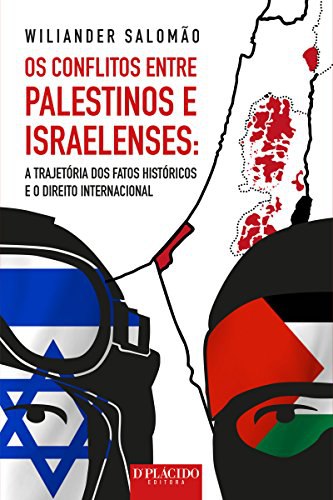 WILIANDER SALOMÃO
OS CONFLITOS ENTRE
PALESTINOS E
ISRAELENSES:
A TRAJETÓRIA DOS FATOS HISTÓRICOS
E O DIREITO INTERNACIONAL
D'PLÁCIDO
EDITORA